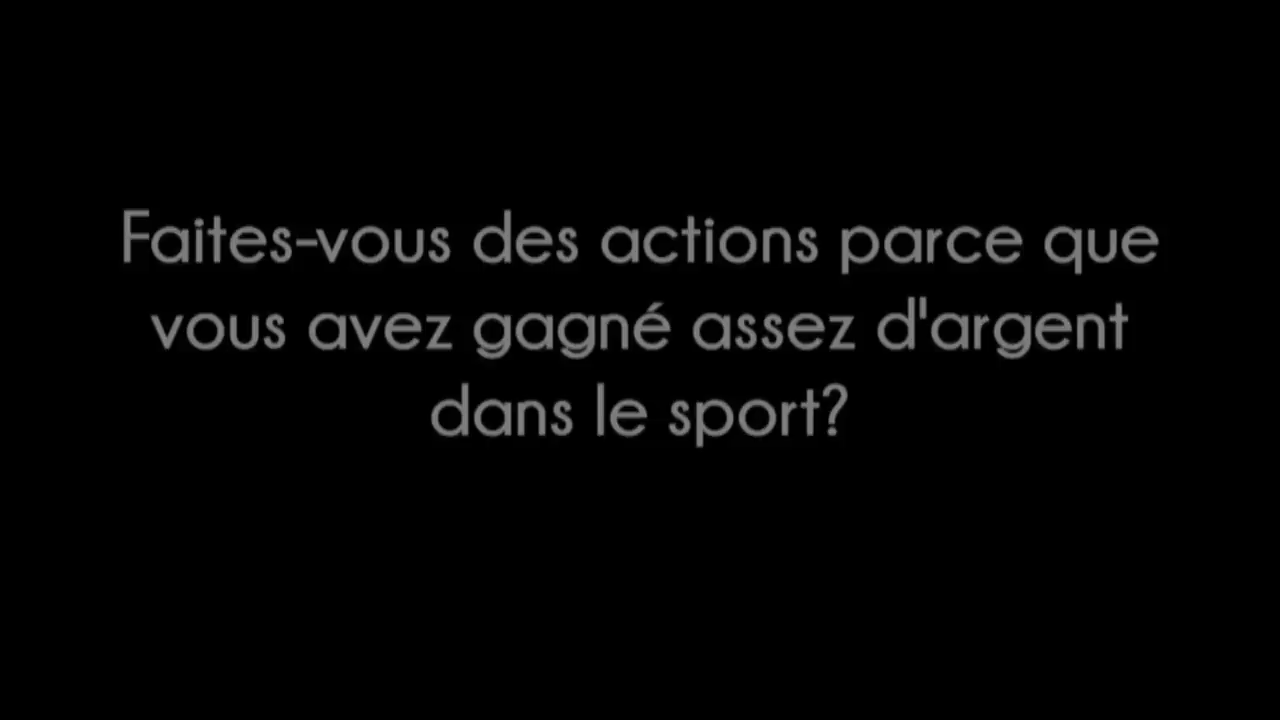 Faites-vous des actions parce que
vous avez gagné assez d'argent
dans le sport?